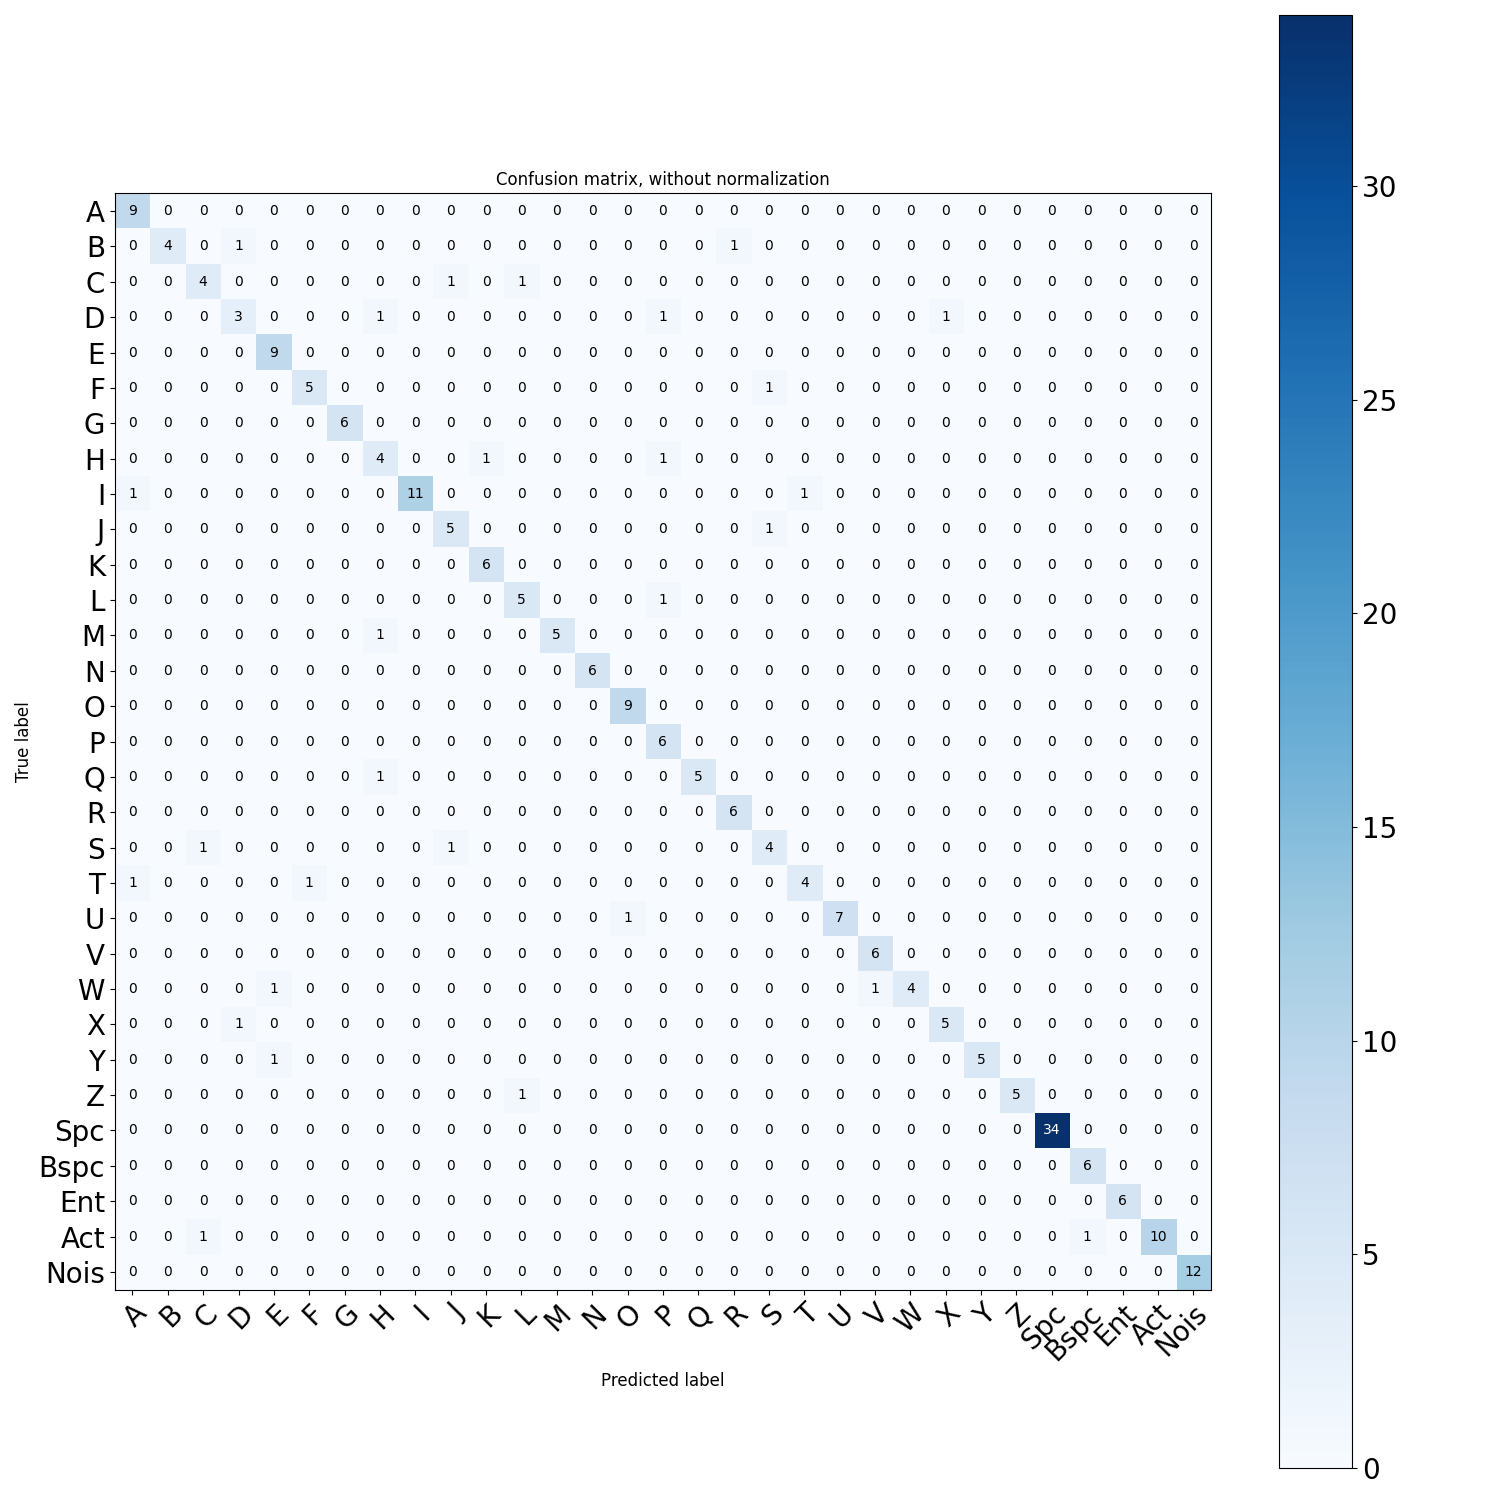 Confusion matrix, without normalization
A 9 0 0 0 0 0 0 0 0 0 0 0 0 0 0 0 0 0 0 0 0 0 0 0 0 0 0 0 0 0 0
B 0 4 0 1 0 0 0 0 0 0 0 0 0 0 0 0 0 1 0 0 0 0 0 0 0 0 0 0 0 0 0
C 0 0 4 0 0 0 0 0 0 1 0 1 0 0 0 0 0 0 0 0 0 0 0 0 0 0 0 0 0 0 0
D 0 0 0 3 0 0 0 1 0 0 0 0 0 0 0 1 0 0 0 0 0 0 0 1 0 0 0 0 0 0 0
E 0 0 0 0 9 0 0 0 0 0 0 0 0 0 0 0 0 0 0 0 0 0 0 0 0 0 0 0 0 0 0
F 0 0 0 0 0 5 0 0 0 0 0 0 0 0 0 0 0 0 1 0 0 0 0 0 0 0 0 0 0 0 0
G 0 0 0 0 0 0 6 0 0 0 0 0 0 0 0 0 0 0 0 0 0 0 0 0 0 0 0 0 0 0 0
H 0 0 0 0 0 0 0 4 0 0 1 0 0 0 0 1 0 0 0 0 0 0 0 0 0 0 0 0 0 0 0
I 1 0 0 0 0 0 0 0 11 0 0 0 0 0 0 0 0 0 0 1 0 0 0 0 0 0 0 0 0 0 0
J 0 0 0 0 0 0 0 0 0 5 0 0 0 0 0 0 0 0 1 0 0 0 0 0 0 0 0 0 0 0 0
K 0 0 0 0 0 0 0 0 0 0 6 0 0 0 0 0 0 0 0 0 0 0 0 0 0 0 0 0 0 0 0
L 0 0 0 0 0 0 0 0 0 0 0 5 0 0 0 1 0 0 0 0 0 0 0 0 0 0 0 0 0 0 0
M 0 0 0 0 0 0 0 1 0 0 0 0 5 0 0 0 0 0 0 0 0 0 0 0 0 0 0 0 0 0 0
N 0 0 0 0 0 0 0 0 0 0 0 0 0 6 0 0 0 0 0 0 0 0 0 0 0 0 0 0 0 0 0
O 0 0 0 0 0 0 0 0 0 0 0 0 0 0 9 0 0 0 0 0 0 0 0 0 0 0 0 0 0 0 0
P 0 0 0 0 0 0 0 0 0 0 0 0 0 0 0 6 0 0 0 0 0 0 0 0 0 0 0 0 0 0 0
Q 0 0 0 0 0 0 0 1 0 0 0 0 0 0 0 0 5 0 0 0 0 0 0 0 0 0 0 0 0 0 0
R 0 0 0 0 0 0 0 0 0 0 0 0 0 0 0 0 0 6 0 0 0 0 0 0 0 0 0 0 0 0 0
S 0 0 1 0 0 0 0 0 0 1 0 0 0 0 0 0 0 0 4 0 0 0 0 0 0 0 0 0 0 0 0
T 1 0 0 0 0 1 0 0 0 0 0 0 0 0 0 0 0 0 0 4 0 0 0 0 0 0 0 0 0 0 0
U 0 0 0 0 0 0 0 0 0 0 0 0 0 0 1 0 0 0 0 0 7 0 0 0 0 0 0 0 0 0 0
V 0 0 0 0 0 0 0 0 0 0 0 0 0 0 0 0 0 0 0 0 0 6 0 0 0 0 0 0 0 0 0
W 0 0 0 0 1 0 0 0 0 0 0 0 0 0 0 0 0 0 0 0 0 1 4 0 0 0 0 0 0 0 0
X 0 0 0 1 0 0 0 0 0 0 0 0 0 0 0 0 0 0 0 0 0 0 0 5 0 0 0 0 0 0 0
Y 0 0 0 0 1 0 0 0 0 0 0 0 0 0 0 0 0 0 0 0 0 0 0 0 5 0 0 0 0 0 0
Z 0 0 0 0 0 0 0 0 0 0 0 1 0 0 0 0 0 0 0 0 0 0 0 0 0 5 0 0 0 0 0
Spc 0 0 0 0 0 0 0 0 0 0 0 0 0 0 0 0 0 0 0 0 0 0 0 0 0 0 34 0 0 0 0
Bspc 0 0 0 0 0 0 0 0 0 0 0 0 0 0 0 0 0 0 0 0 0 0 0 0 0 0 0 6 0 0 0
Ent 0 0 0 0 0 0 0 0 0 0 0 0 0 0 0 0 0 0 0 0 0 0 0 0 0 0 0 0 6 0 0
Act 0 0 1 0 0 0 0 0 0 0 0 0 0 0 0 0 0 0 0 0 0 0 0 0 0 0 0 1 0 10 0
Nois 0 0 0 0 0 0 0 0 0 0 0 0 0 0 0 0 0 0 0 0 0 0 0 0 0 0 0 0 0 0 12
A B C D E F G H I J K L M N O P Q R S T U V W X Y Z Spc Bspc Ent Act Nois
Predicted label
True label
30
25
20
15
10
5
0